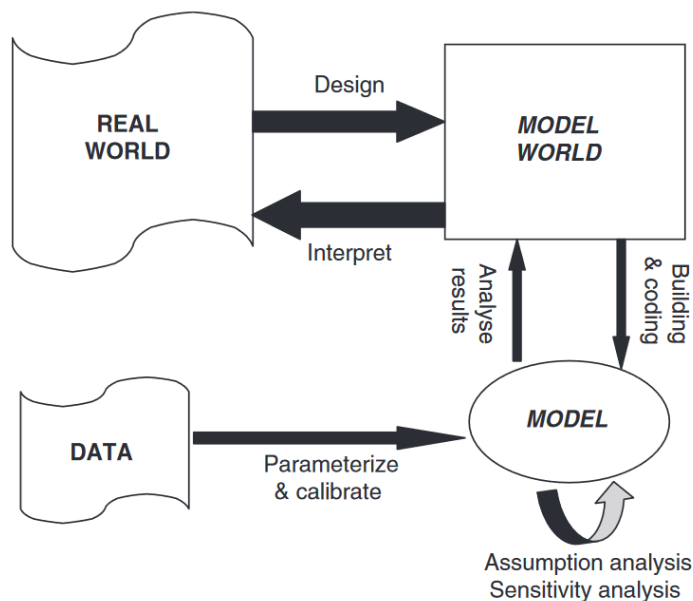 Design
REAL
WORLD
MODEL
WORLD
Interpret
Analyse
results
Building
& coding
MODEL
DATA
Parameterize
& calibrate
Assumption analysis
Sensitivity analysis